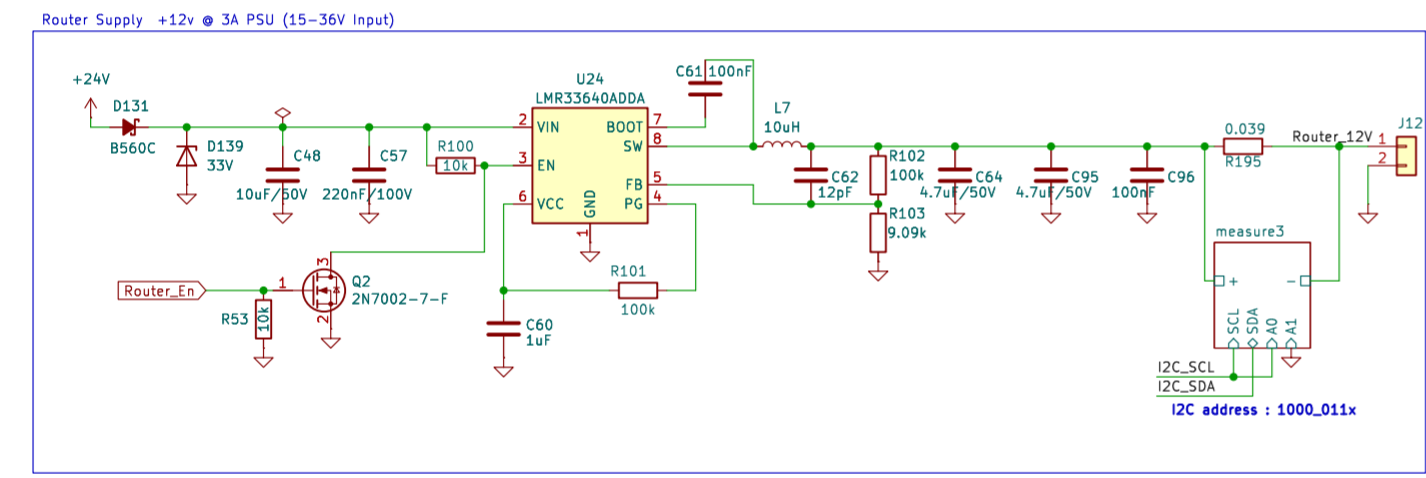 Router Supply  +12v @ 3A PSU (15-36V Input)
+24V
D131
B560C
D139
33V
C48
10uF/50V
C57
220nF/100V
R100
10k
U24
LMR33640ADDA
2
VIN
3
EN
6
VCC
GND
1
BOOT
7
SW
8
FB
5
PG
4
C61
100nF
L7
10uH
C62
12pF
R102
100k
R103
9.09k
C64
4.7uF/50V
C95
4.7uF/50V
C96
100nF
0.039
R195
Router_12V
J12
1
2
Router_En
R53
10k
1
3
2
Q2
2N7002-7-F
R101
100k
C60
1uF
measure3
+
-
SCL
SDA
A0
A1
I2C_SCL
I2C_SDA
I2C address : 1000_011x